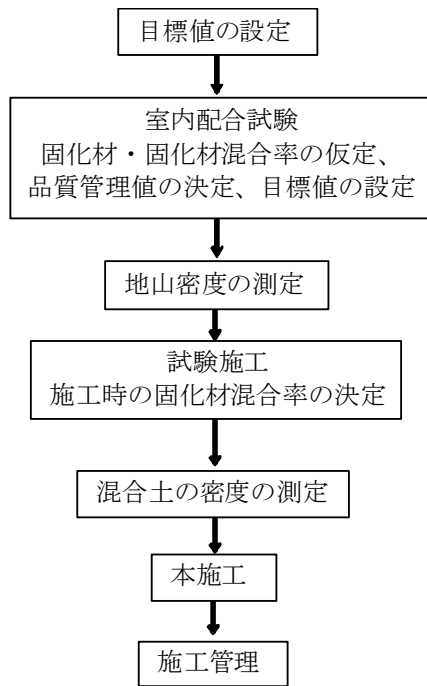 目標値の設定
室内配合試験
固化材・固化材混合率の仮定、
品質管理値の決定、目標値の設定
地山密度の測定
試験施工
施工時の固化材混合率の決定
混合土の密度の測定
本施工
施工管理